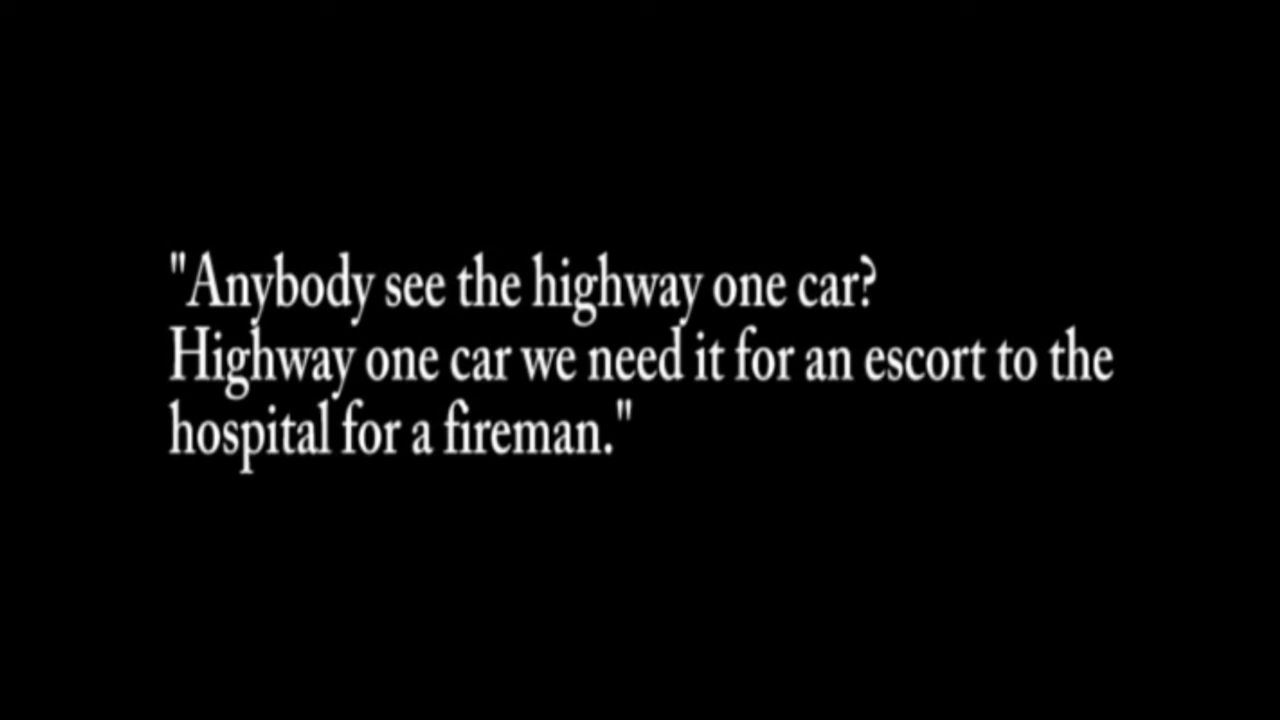 "Anybody see the highway one car?
Highway one car we need it for an escort to the
hospital for a fireman."